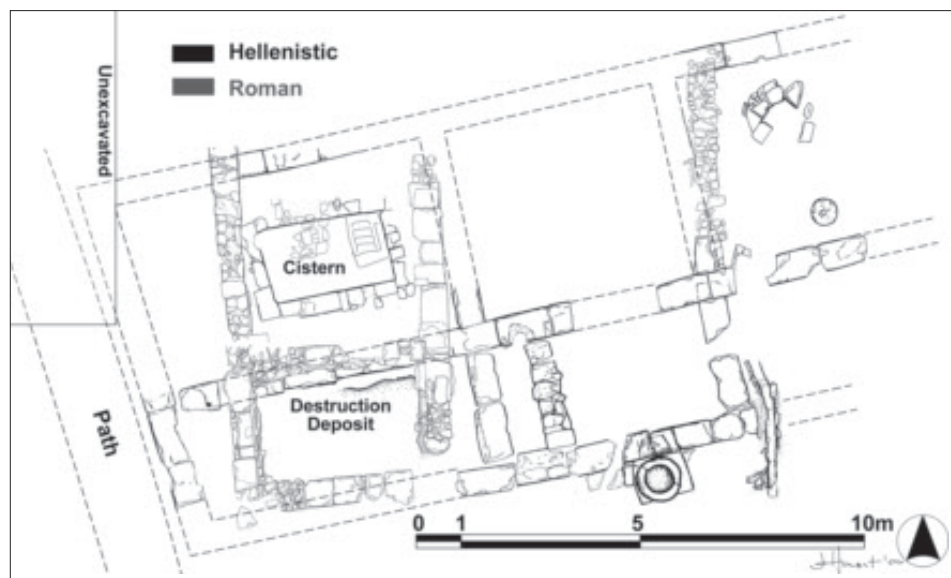 Hellenistic
Roman
Unexcavated
Cistern
Destruction
Deposit
Path
0 1 5 10m